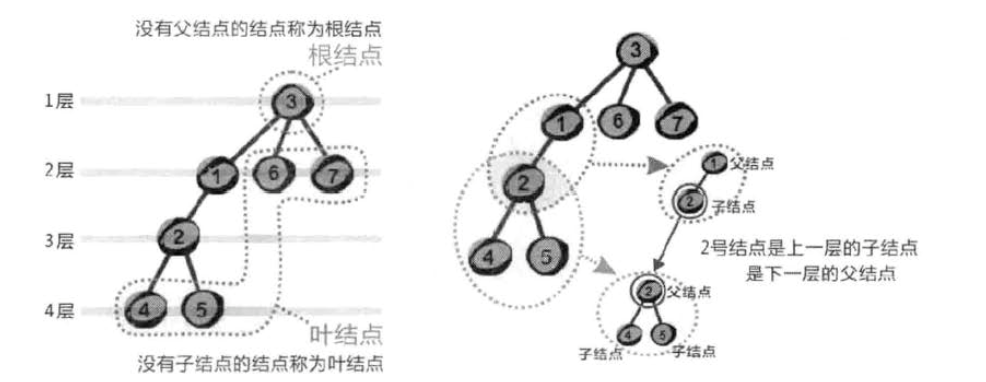 没有父结点的结点称为根结点
根结点
1层
3
2层
1
6
7
3层
2
4层
4
5
叶结点
没有子结点的结点称为叶结点
3
1
6
7
2
4
5
1
父结点
2
子结点
2号结点是上一层的子结点
是下一层的父结点
2
父结点
4
5
子结点
子结点